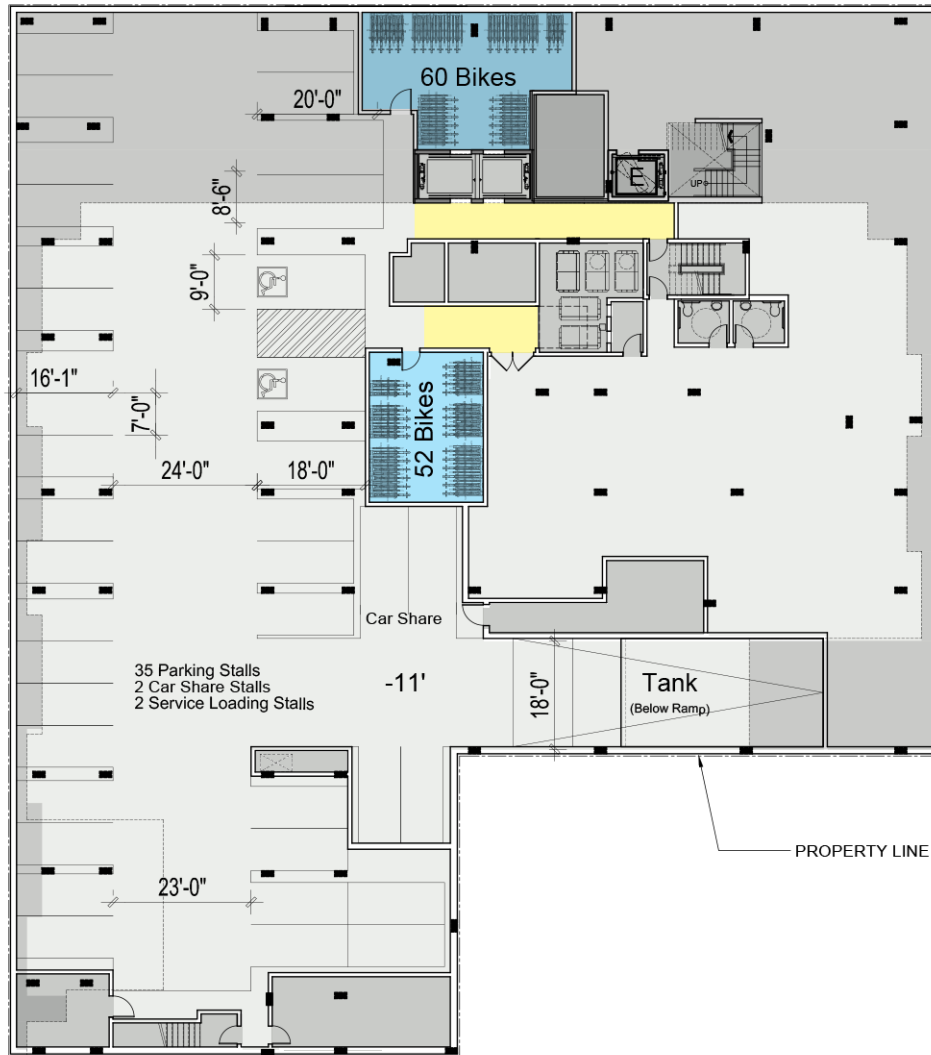 60 Bikes
20'-0"
E
UP
8'-6"
9'-0"
16'-1"
7'-0"
52 Bikes
24'-0"
18'-0"
Car Share
35 Parking Stalls
2 Car Share Stalls
2 Service Loading Stalls
-11'
18'-0"
Tank
(Below Ramp)
PROPERTY LINE
23'-0"